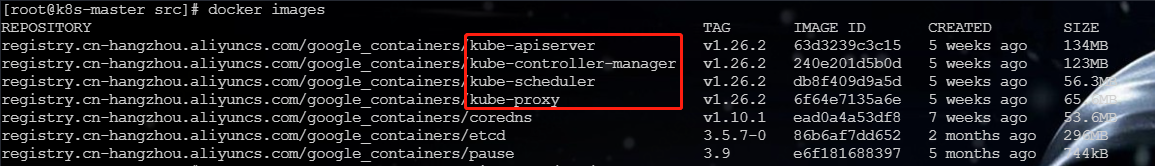 [root@k8s-master src]# docker images
REPOSITORY TAG IMAGE ID CREATED SIZE
registry.cn-hangzhou.aliyuncs.com/google_containers/kube-apiserver v1.26.2 63d3239c3c15 5 weeks ago 134MB
registry.cn-hangzhou.aliyuncs.com/google_containers/kube-controller-manager v1.26.2 240e201d5b0d 5 weeks ago 123MB
registry.cn-hangzhou.aliyuncs.com/google_containers/kube-scheduler v1.26.2 db8f409d9a5d 5 weeks ago 56.3MB
registry.cn-hangzhou.aliyuncs.com/google_containers/kube-proxy v1.26.2 6f64e7135a6e 5 weeks ago
registry.cn-hangzhou.aliyuncs.com/google_containers/coredns v1.10.1 ead0a4a53df8 7 weeks ago 53.6MB
registry.cn-hangzhou.aliyuncs.com/google_containers/etcd 3.5.7-0 86b6af7dd652 2 months ago
registry.cn-hangzhou.aliyuncs.com/google_containers/pause 3.9 e6f181688397 5 months ago